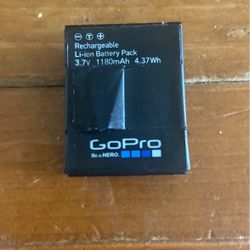 Rechargeable
Li-ion Battery Pack
3.7V 1180mAh 4.37Wh
GoPro
Be a HERO.